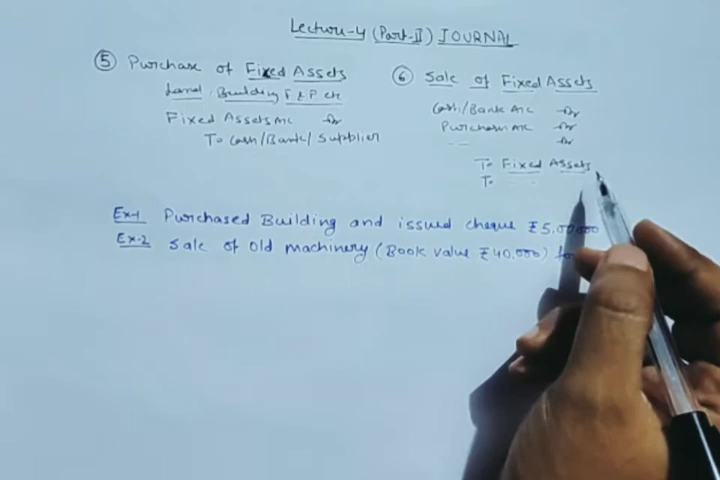 Lecture-4 (Part-II) JOURNAL
⑤ Purchase of Fixed Assets
Land, Building, F & P etc
Fixed Assets A/c Dr
To Cash/Bank/Supplier
⑥ Sale of Fixed Assets
Cash/Bank A/c Dr
Purchaser A/c Dr
-- Dr
To Fixed Assets
To
Ex-1 Purchased Building and issued cheque ₹5,00,000
Ex-2 Sale of Old machinery (Book value ₹40,000) for